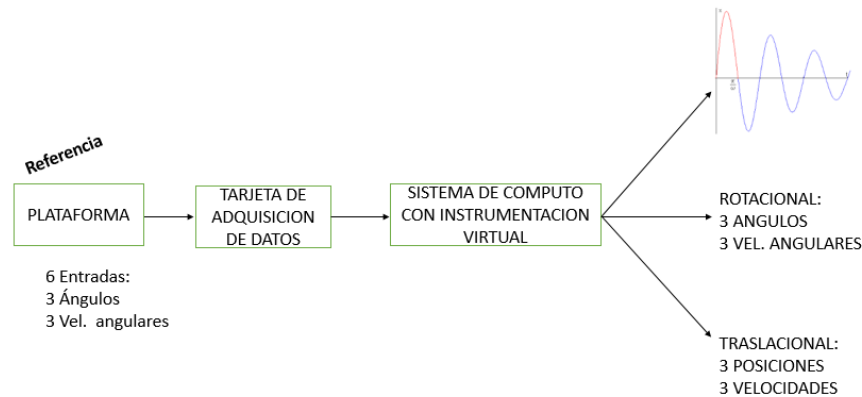 Referencia
PLATAFORMA
6 Entradas:
3 Ángulos
3 Vel. angulares
TARJETA DE
ADQUISICION
DE DATOS
SISTEMA DE COMPUTO
CON INSTRUMENTACION
VIRTUAL
ROTACIONAL:
3 ANGULOS
3 VEL. ANGULARES
TRASLACIONAL:
3 POSICIONES
3 VELOCIDADES